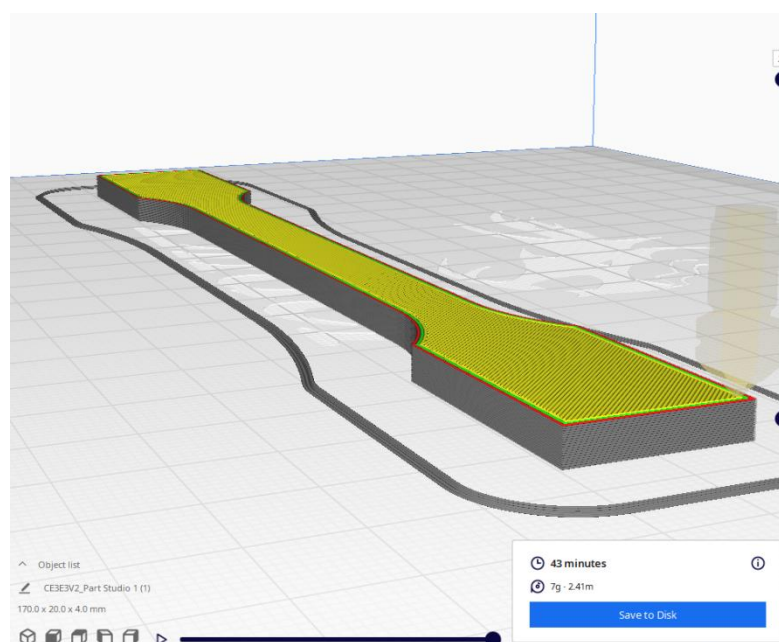 Object list
CE3E3V2_Part Studio 1 (1)
170.0 x 20.0 x 4.0 mm
43 minutes
7g · 2.41m
Save to Disk